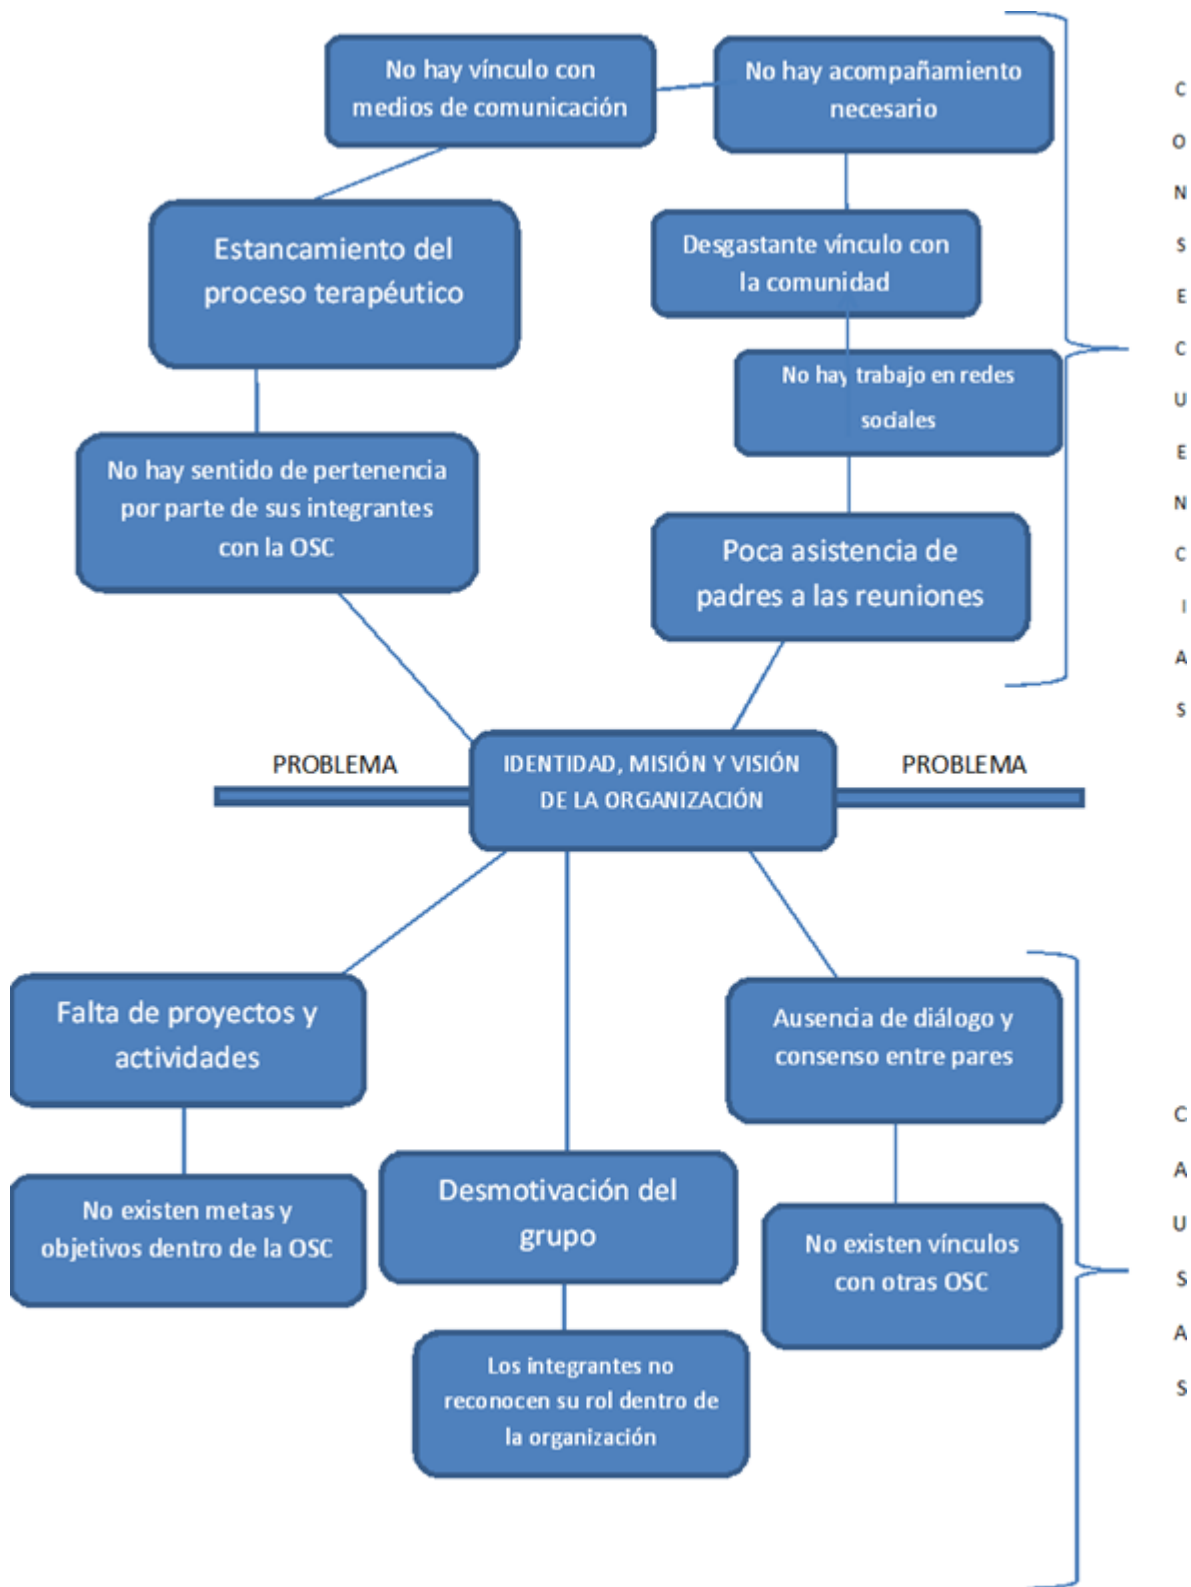 No hay vínculo con
medios de comunicación
No hay acompañamiento
necesario
Estancamiento del
proceso terapéutico
Desgastante vínculo con
la comunidad
No hay trabajo en redes
sociales
No hay sentido de pertenencia
por parte de sus integrantes
con la OSC
Poca asistencia de
padres a las reuniones
C
O
N
S
E
C
U
E
N
C
I
A
S
PROBLEMA
IDENTIDAD, MISIÓN Y VISIÓN
DE LA ORGANIZACIÓN
PROBLEMA
Falta de proyectos y
actividades
Ausencia de diálogo y
consenso entre pares
No existen metas y
objetivos dentro de la OSC
Desmotivación del
grupo
No existen vínculos
con otras OSC
Los integrantes no
reconocen su rol dentro de
la organización
C
A
U
S
A
S